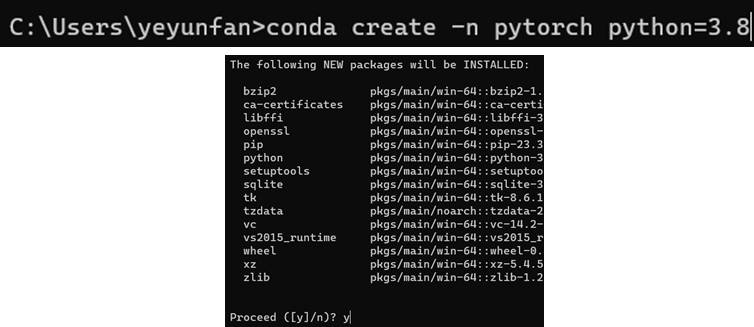 C:\Users\yeyunfan>conda create -n pytorch python=3.8
The following NEW packages will be INSTALLED:
bzip2 pkgs/main/win-64::bzip2-1.
ca-certificates pkgs/main/win-64::ca-certi
libffi pkgs/main/win-64::libffi-3
openssl pkgs/main/win-64::openssl-
pip pkgs/main/win-64::pip-23.3
python pkgs/main/win-64::python-3
setuptools pkgs/main/win-64::setuptoo
sqlite pkgs/main/win-64::sqlite-3
tk pkgs/main/win-64::tk-8.6.1
tzdata pkgs/main/noarch::tzdata-2
vc pkgs/main/win-64::vc-14.2-
vs2015_runtime pkgs/main/win-64::vs2015_r
wheel pkgs/main/win-64::wheel-0.
xz pkgs/main/win-64::xz-5.4.5
zlib pkgs/main/win-64::zlib-1.2
Proceed ([y]/n)? y